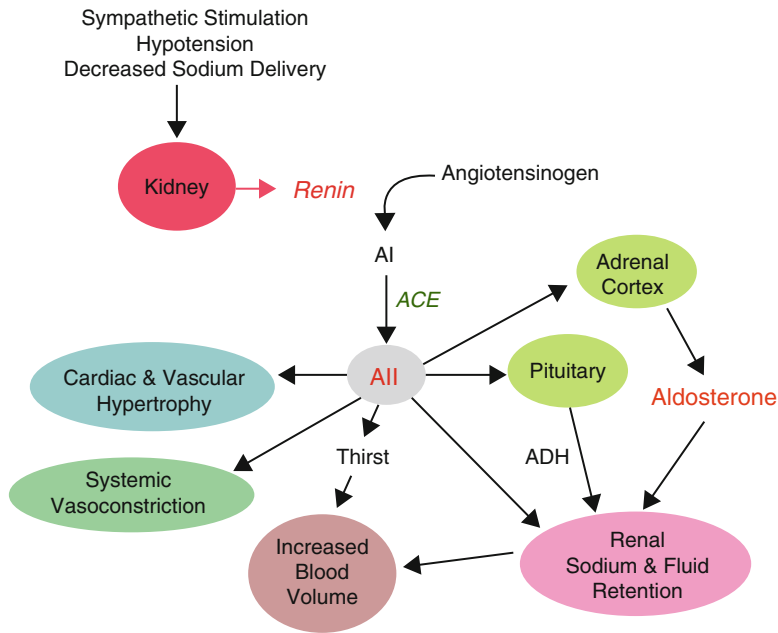 Sympathetic Stimulation
Hypotension
Decreased Sodium Delivery
Kidney
Renin
Angiotensinogen
AI
ACE
Adrenal
Cortex
AII
Pituitary
Cardiac & Vascular
Hypertrophy
Aldosterone
Thirst
ADH
Systemic
Vasoconstriction
Increased
Blood
Volume
Renal
Sodium & Fluid
Retention